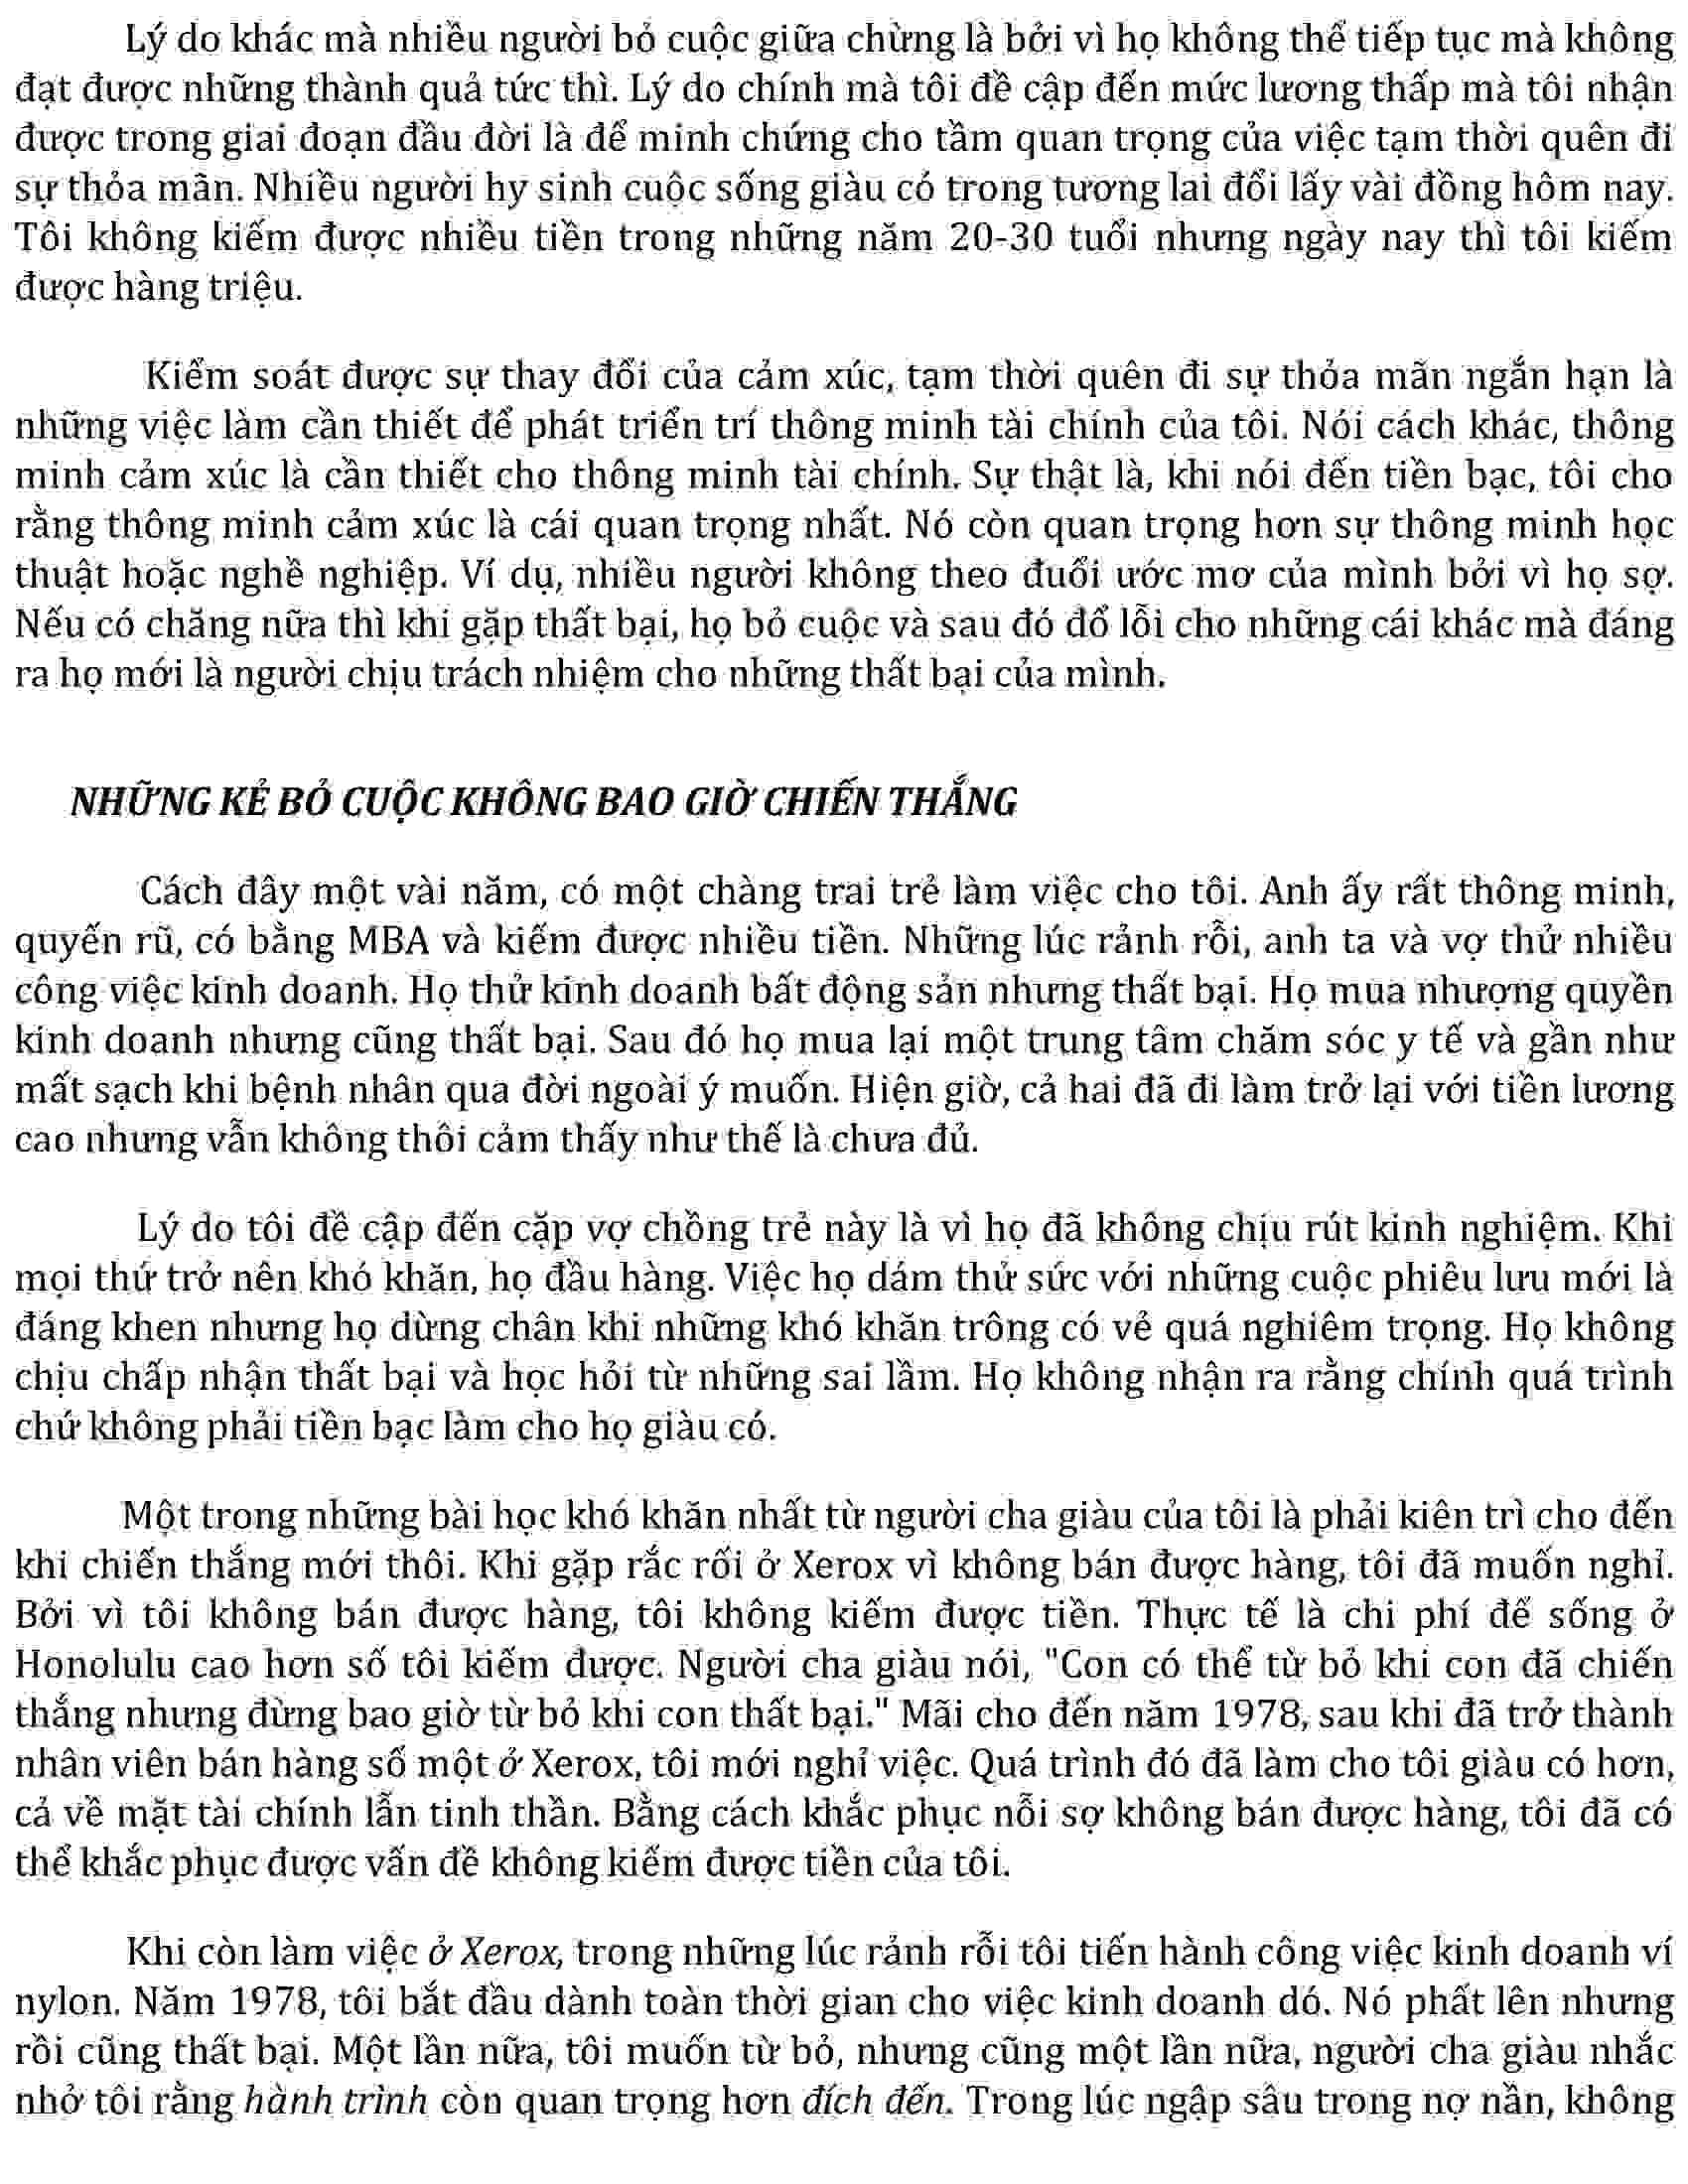 Lý do khác mà nhiều người bỏ cuộc giữa chừng là bởi vì họ không thể tiếp tục mà không
đạt được những thành quả tức thì. Lý do chính mà tôi đề cập đến mức lương thấp mà tôi nhận
được trong giai đoạn đầu đời là để minh chứng cho tầm quan trọng của việc tạm thời quên đi
sự thỏa mãn. Nhiều người hy sinh cuộc sống giàu có trong tương lai đổi lấy vài đồng hôm nay.
Tôi không kiếm được nhiều tiền trong những năm 20-30 tuổi nhưng ngày nay thì tôi kiếm
được hàng triệu.
Kiểm soát được sự thay đổi của cảm xúc, tạm thời quên đi sự thỏa mãn ngắn hạn là
những việc làm cần thiết để phát triển trí thông minh tài chính của tôi. Nói cách khác, thông
minh cảm xúc là cần thiết cho thông minh tài chính. Sự thật là, khi nói đến tiền bạc, tôi cho
rằng thông minh cảm xúc là cái quan trọng nhất. Nó còn quan trọng hơn sự thông minh học
thuật hoặc nghề nghiệp. Ví dụ, nhiều người không theo đuổi ước mơ của mình bởi vì họ sợ.
Nếu có chăng nữa thì khi gặp thất bại, họ bỏ cuộc và sau đó đổ lỗi cho những cái khác mà đáng
ra họ mới là người chịu trách nhiệm cho những thất bại của mình.
NHỮNG KẺ BỎ CUỘC KHÔNG BAO GIỜ CHIẾN THẮNG
Cách đây một vài năm, có một chàng trai trẻ làm việc cho tôi. Anh ấy rất thông minh,
quyến rũ, có bằng MBA và kiếm được nhiều tiền. Những lúc rảnh rỗi, anh ta và vợ thử nhiều
công việc kinh doanh. Họ thử kinh doanh bất động sản nhưng thất bại. Họ mua nhượng quyền
kinh doanh nhưng cũng thất bại. Sau đó họ mua lại một trung tâm chăm sóc y tế và gần như
mất sạch khi bệnh nhân qua đời ngoài ý muốn. Hiện giờ, cả hai đã đi làm trở lại với tiền lương
cao nhưng vẫn không thôi cảm thấy như thế là chưa đủ.
Lý do tôi đề cập đến cặp vợ chồng trẻ này là vì họ đã không chịu rút kinh nghiệm. Khi
mọi thứ trở nên khó khăn, họ đầu hàng. Việc họ dám thử sức với những cuộc phiêu lưu mới là
đáng khen nhưng họ dừng chân khi những khó khăn trông có vẻ quá nghiêm trọng. Họ không
chịu chấp nhận thất bại và học hỏi từ những sai lầm. Họ không nhận ra rằng chính quá trình
chứ không phải tiền bạc làm cho họ giàu có.
Một trong những bài học khó khăn nhất từ người cha giàu của tôi là phải kiên trì cho đến
khi chiến thắng mới thôi. Khi gặp rắc rối ở Xerox vì không bán được hàng, tôi đã muốn nghỉ.
Bởi vì tôi không bán được hàng, tôi không kiếm được tiền. Thực tế là chi phí để sống ở
Honolulu cao hơn số tôi kiếm được. Người cha giàu nói, "Con có thể từ bỏ khi con đã chiến
thắng nhưng đừng bao giờ từ bỏ khi con thất bại." Mãi cho đến năm 1978, sau khi đã trở thành
nhân viên bán hàng số một ở Xerox, tôi mới nghỉ việc. Quá trình đó đã làm cho tôi giàu có hơn,
cả về mặt tài chính lẫn tinh thần. Bằng cách khắc phục nỗi sợ không bán được hàng, tôi đã có
thể khắc phục được vấn đề không kiếm được tiền của tôi.
Khi còn làm việc ở Xerox, trong những lúc rảnh rỗi tôi tiến hành công việc kinh doanh ví
nylon. Năm 1978, tôi bắt đầu dành toàn thời gian cho việc kinh doanh dó. Nó phất lên nhưng
rồi cũng thất bại. Một lần nữa, tôi muốn từ bỏ, nhưng cũng một lần nữa, người cha giàu nhắc
nhở tôi rằng hành trình còn quan trọng hơn đích đến. Trong lúc ngập sâu trong nợ nần, không